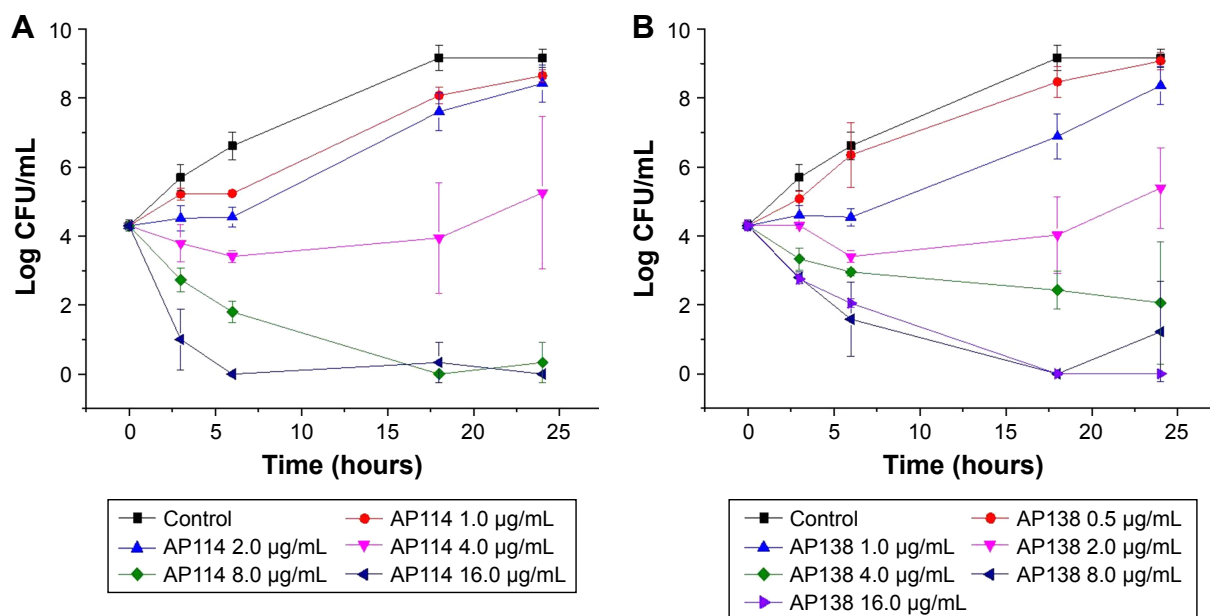 A
10
8
6
4
2
0
Log CFU/mL
0 5 10 15 20 25
Time (hours)
Control AP114 1.0 µg/mL
AP114 2.0 µg/mL AP114 4.0 µg/mL
AP114 8.0 µg/mL AP114 16.0 µg/mL
B
10
8
6
4
2
0
Log CFU/mL
0 5 10 15 20 25
Time (hours)
Control AP138 0.5 µg/mL
AP138 1.0 µg/mL AP138 2.0 µg/mL
AP138 4.0 µg/mL AP138 8.0 µg/mL
AP138 16.0 µg/mL